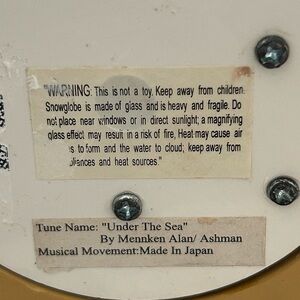 "WARNING: This is not a toy. Keep away from children.
Snowglobe is made of glass and is heavy and fragile. Do
not place near windows or in direct sunlight; a magnifying
glass effect may result in a risk of fire, Heat may cause air
s to form and the water to cloud; keep away from
liances and heat sources."
Tune Name: "Under The Sea"
By Mennken Alan/ Ashman
Musical Movement:Made In Japan